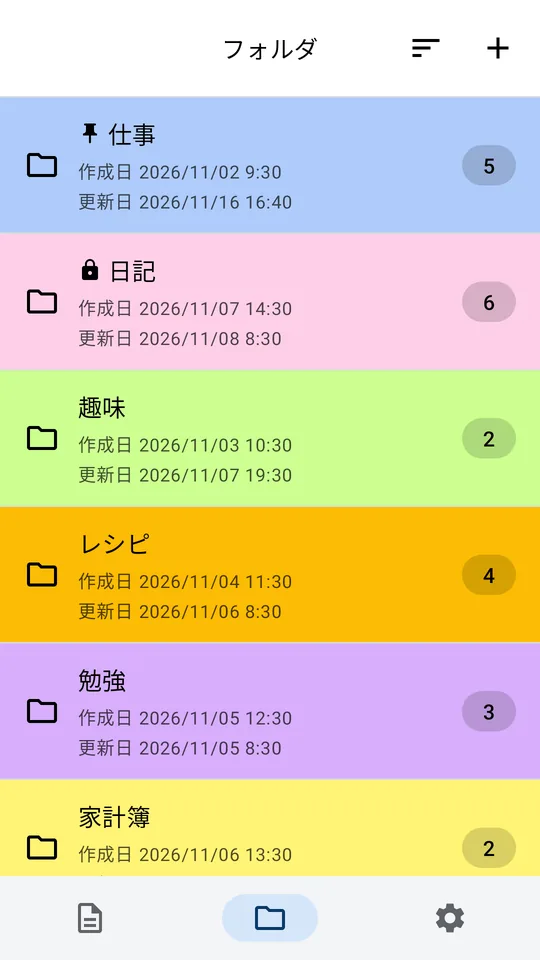 フォルダ
仕事
作成日 2026/11/02 9:30
更新日 2026/11/16 16:40
5
日記
作成日 2026/11/07 14:30
更新日 2026/11/08 8:30
6
趣味
作成日 2026/11/03 10:30
更新日 2026/11/07 19:30
2
レシピ
作成日 2026/11/04 11:30
更新日 2026/11/06 8:30
4
勉強
作成日 2026/11/05 12:30
更新日 2026/11/05 8:30
3
家計簿
作成日 2026/11/06 13:30
2